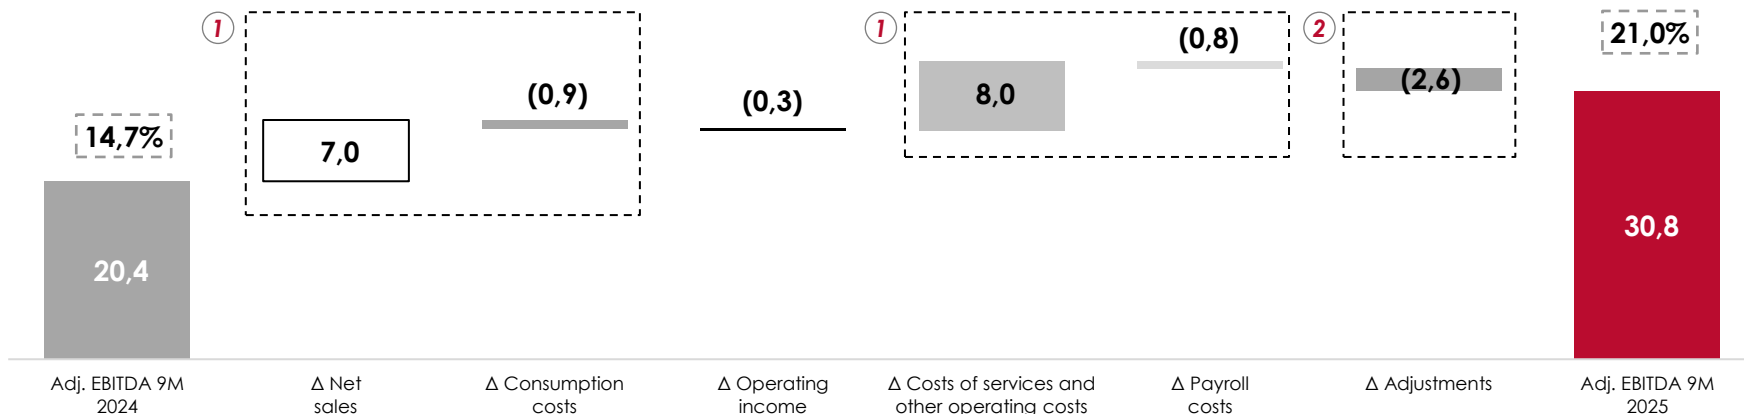 1
1
2
(0,8)
21,0%
(0,9)
(0,3)
8,0
(2,6)
14,7%
7,0
20,4
30,8
Adj. EBITDA 9M
2024
Δ Net
sales
Δ Consumption
costs
Δ Operating
income
Δ Costs of services and
other operating costs
Δ Payroll
costs
Δ Adjustments
Adj. EBITDA 9M
2025